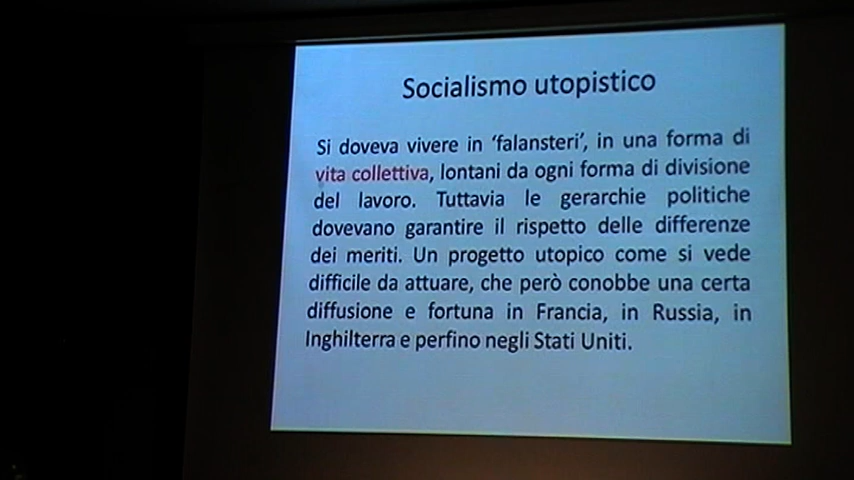 Socialismo utopistico
Si doveva vivere in ‘falansteri’, in una forma di
vita collettiva, lontani da ogni forma di divisione
del lavoro. Tuttavia le gerarchie politiche
dovevano garantire il rispetto delle differenze
dei meriti. Un progetto utopico come si vede
difficile da attuare, che però conobbe una certa
diffusione e fortuna in Francia, in Russia, in
Inghilterra e perfino negli Stati Uniti.